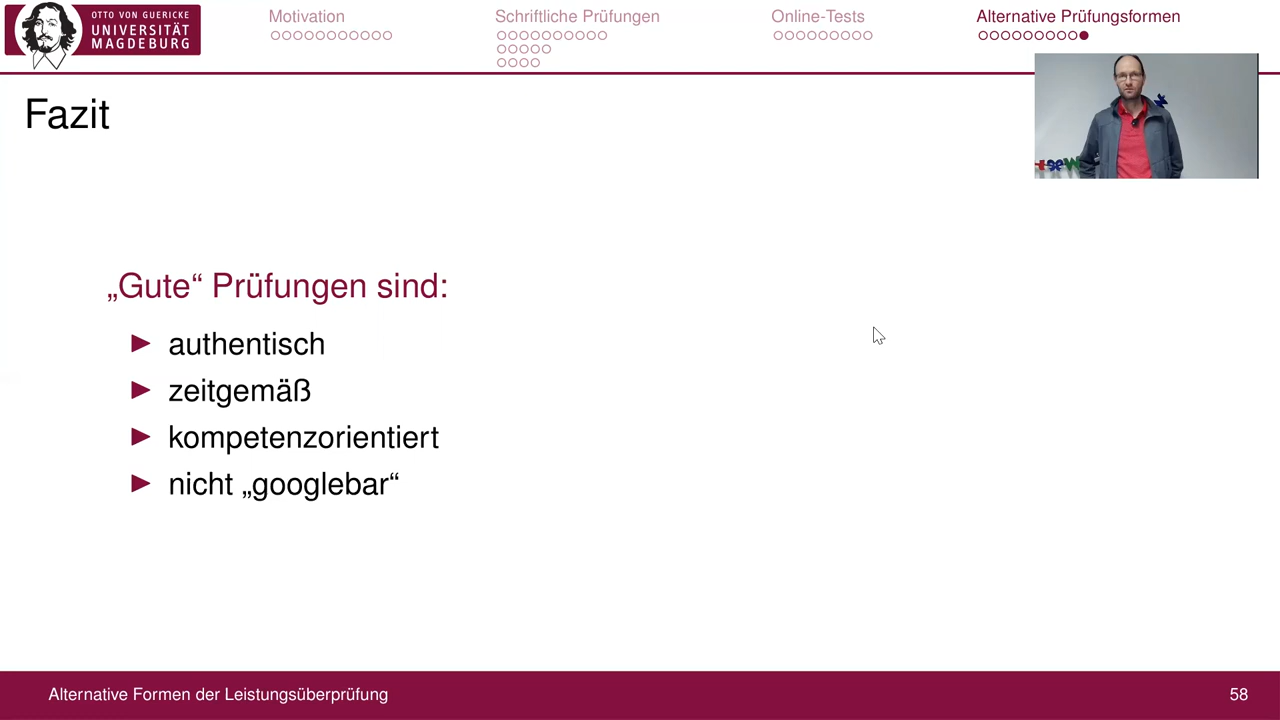 OTTO VON GUERICKE
UNIVERSITÄT
MAGDEBURG
Motivation
Schriftliche Prüfungen
Online-Tests
Alternative Prüfungsformen
Fazit
„Gute“ Prüfungen sind:
authentisch
zeitgemäß
kompetenzorientiert
nicht „googlebar“
Alternative Formen der Leistungsüberprüfung
58